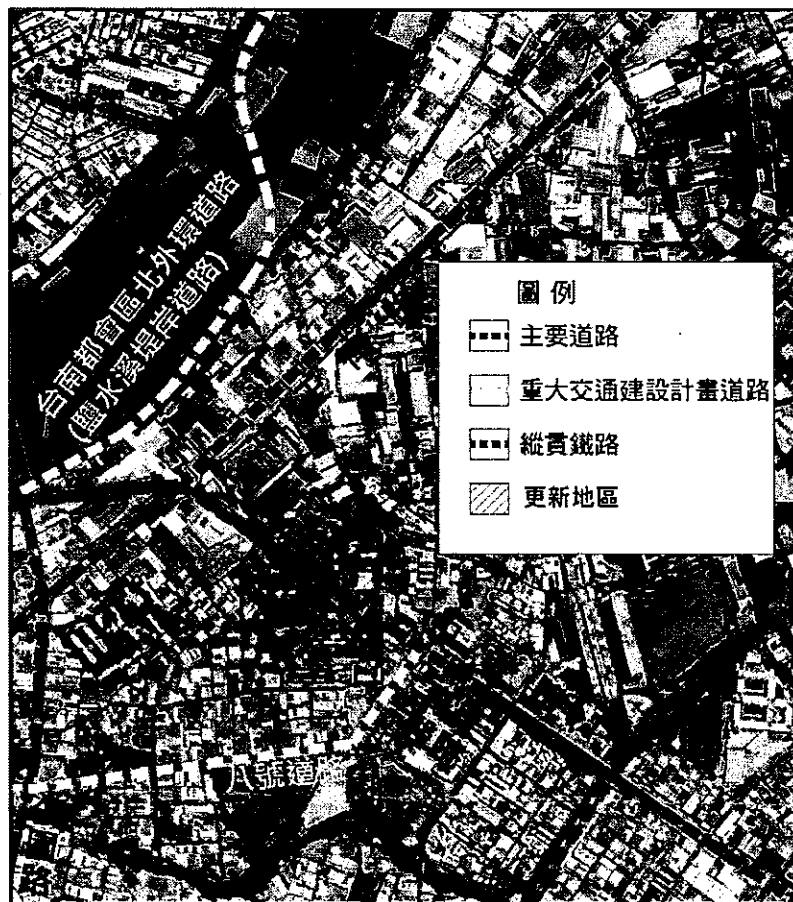 台南都會區北外環道路
(鹽水溪堤岸道路)
圖例
主要道路
重大交通建設計畫道路
縱貫鐵路
更新地區
八號道路
路